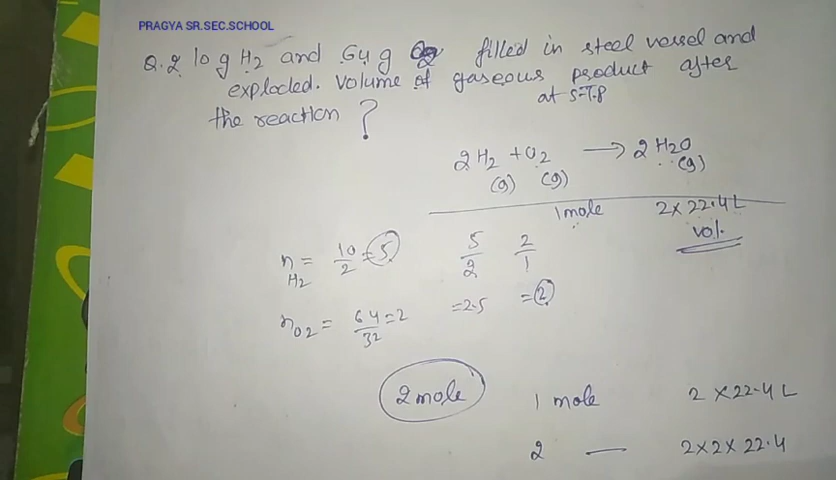 PRAGYA SR.SEC.SCHOOL
Q.2 10 g H2 and 64 g O2 filled in steel vessel and
exploded. Volume of gaseous product after
at S.T.P
the reaction ?
2H2 + O2 → 2H2O
(g) (g) (g)
1 mole 2×22.4L
vol.
nH2 = 10/2 = 5 5/2 2/1
nO2 = 64/32 = 2 = 2.5 = 2
2 mole 1 mole 2 × 22.4 L
2 — 2×2×22.4